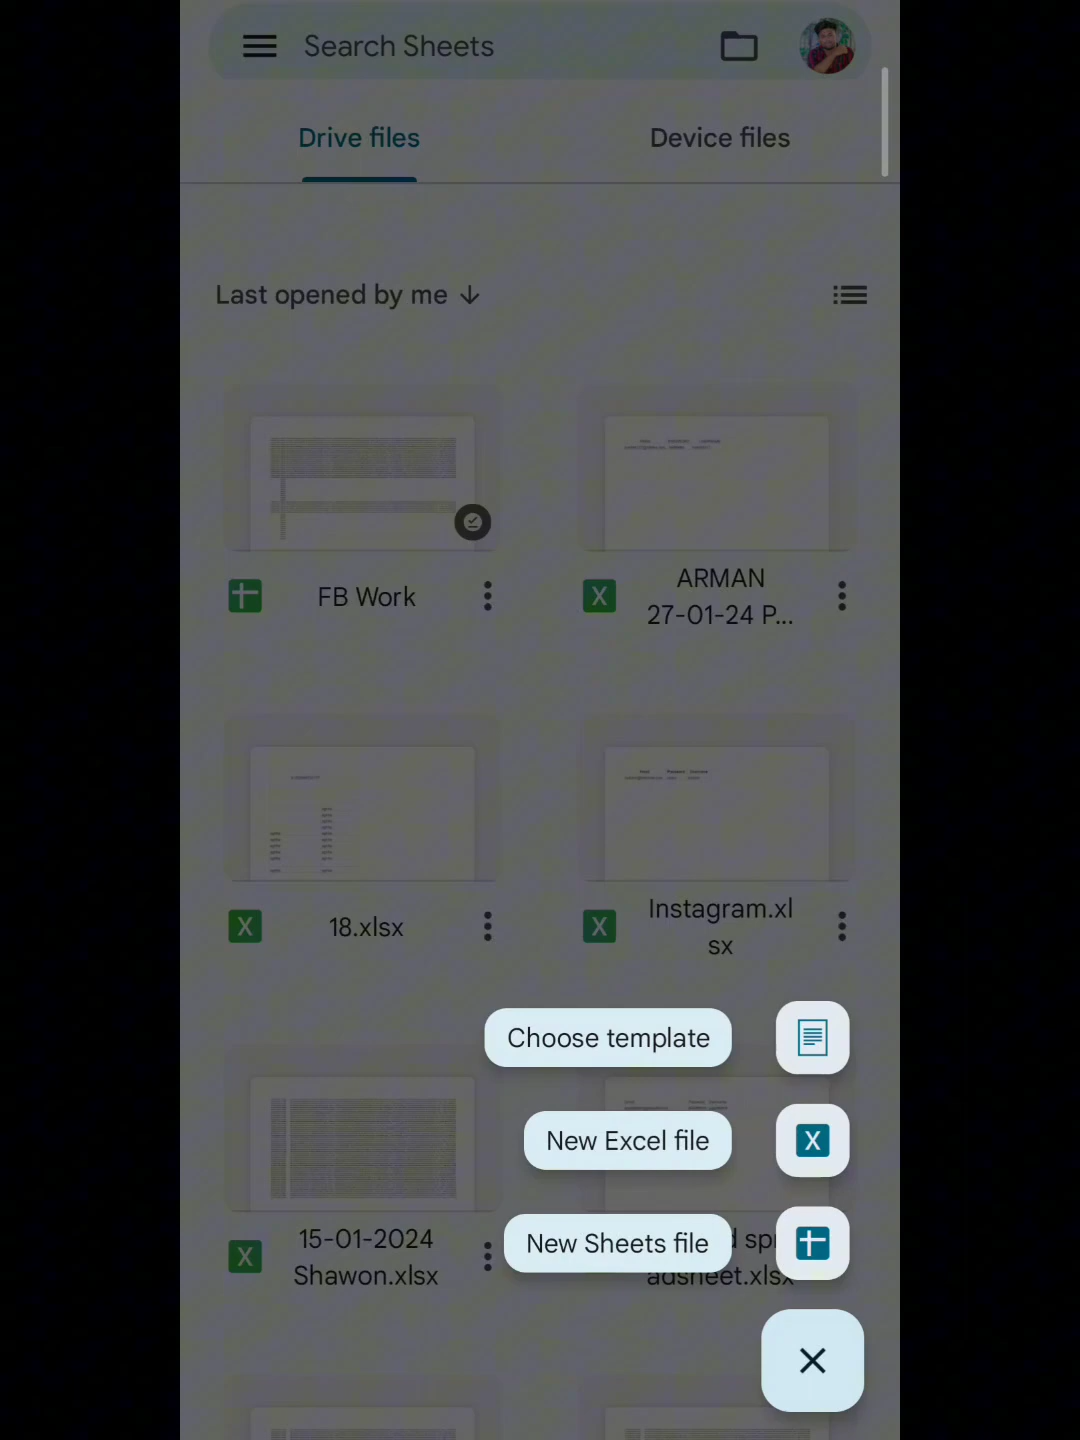 Search Sheets
Drive files
Device files
Last opened by me
FB Work
ARMAN
27-01-24 P...
18.xlsx
Instagram.xl
sx
Choose template
New Excel file
New Sheets file
15-01-2024
Shawon.xlsx
adsheet.xlsx